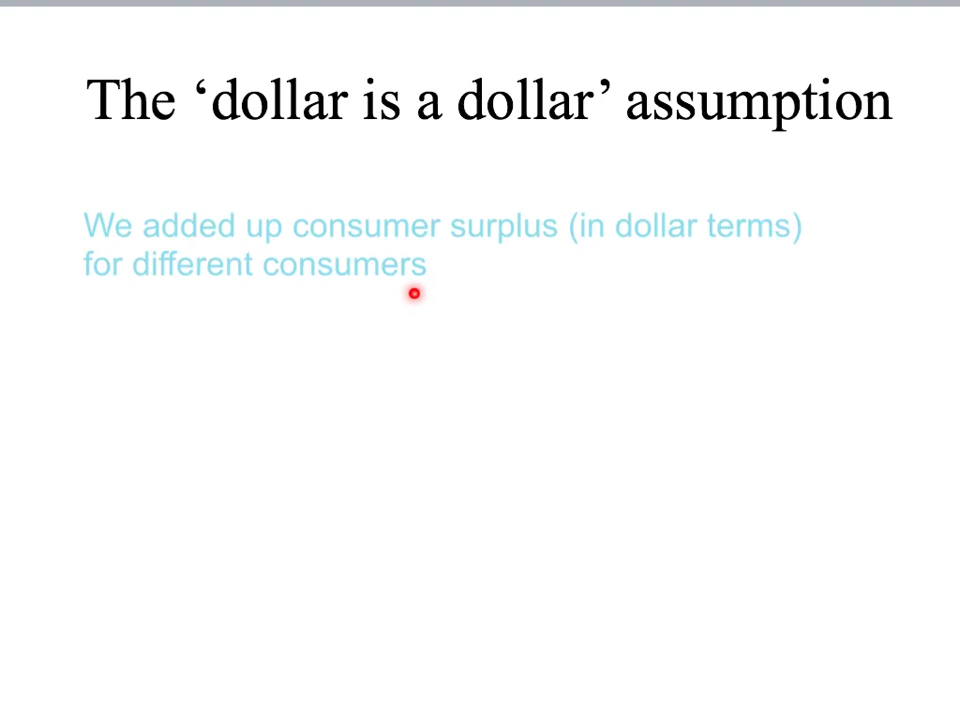 The ‘dollar is a dollar’ assumption
We added up consumer surplus (in dollar terms)
for different consumers